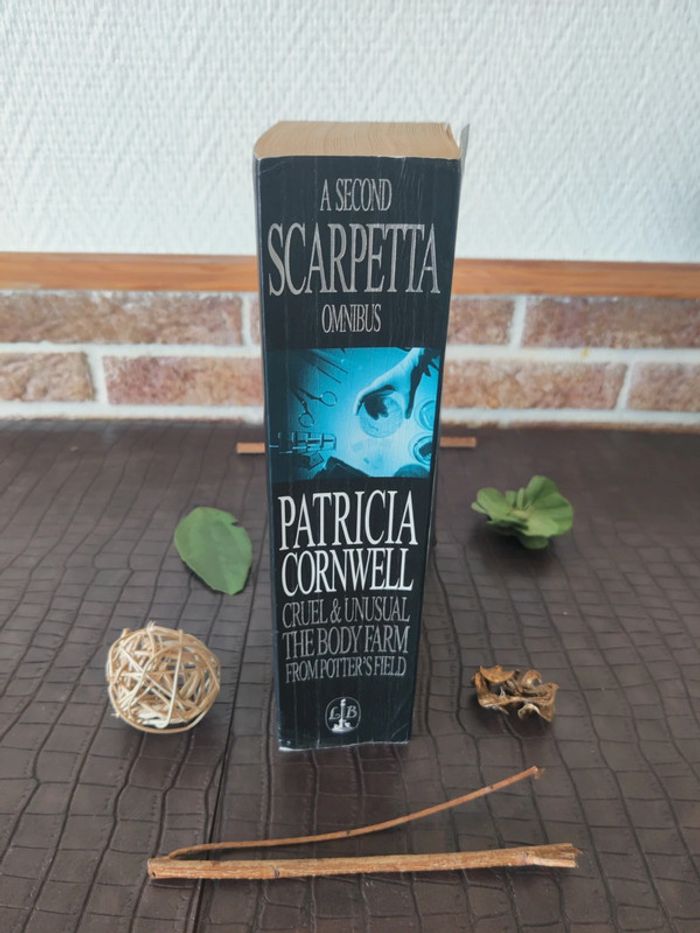 A SECOND
SCARPETTA
OMNIBUS
PATRICIA
CORNWELL
CRUEL & UNUSUAL
THE BODY FARM
FROM POTTER'S FIELD
L B